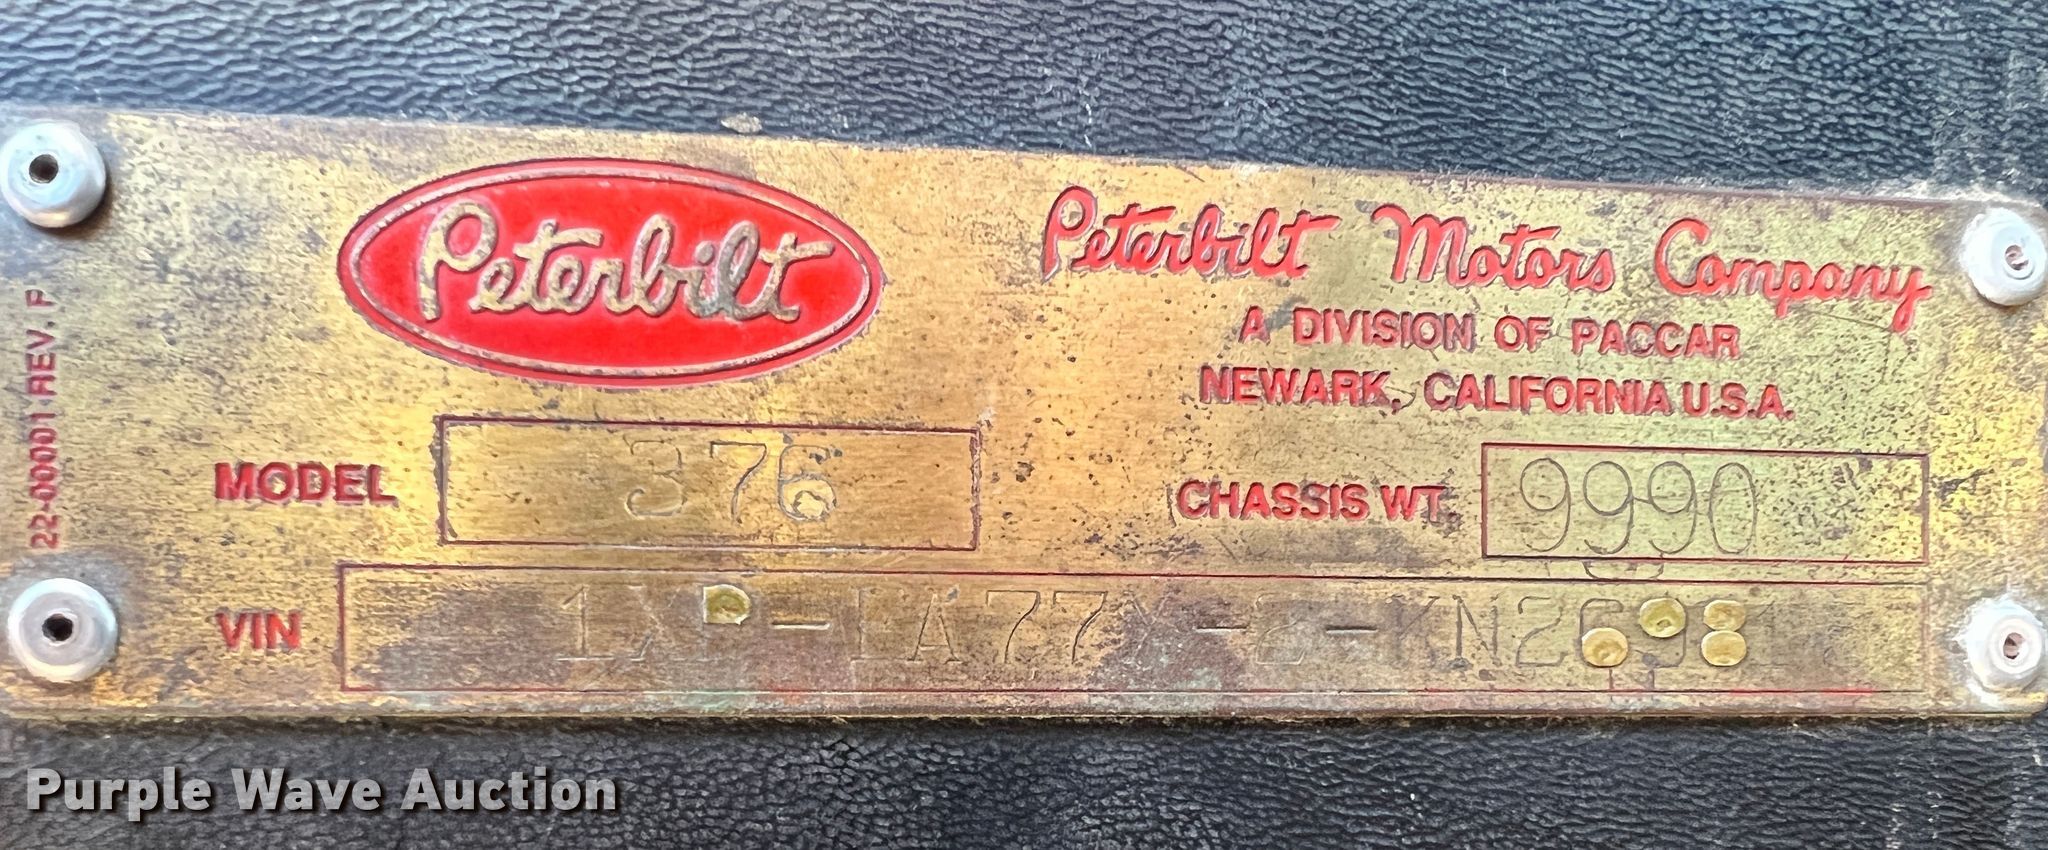 Peterbilt
Peterbilt Motors Company
A DIVISION OF PACCAR
NEWARK, CALIFORNIA U.S.A.
22-00001 REV.
MODEL 376
CHASSIS WT. 9990
VIN
Purple Wave Auction